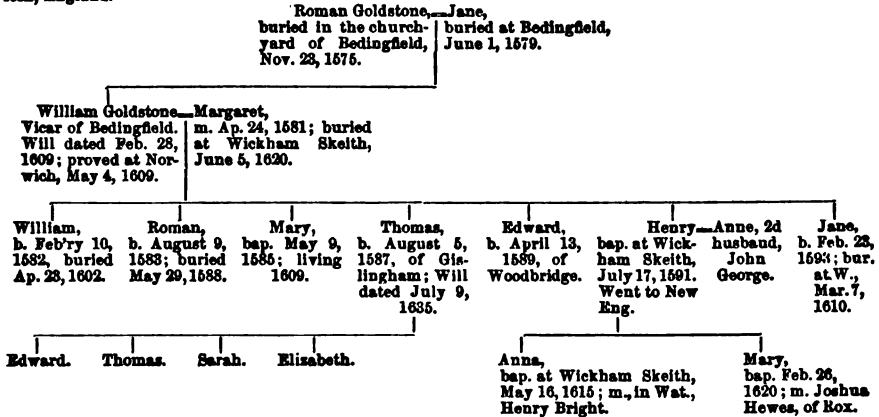 Roman Goldstone,—Jane,
buried in the church- buried at Bedingfield,
yard of Bedingfield, June 1, 1579.
Nov. 23, 1575.
William Goldstone—Margaret,
Vicar of Bedingfield. m. Ap. 24, 1581; buried
Will dated Feb. 28, at Wickham Skeith,
1609; proved at Nor- June 5, 1620.
wich, May 4, 1609.
William,
b. Feb'ry 10,
1582, buried
Ap. 23, 1602.
Roman,
b. August 9,
1583; buried
May 29, 1588.
Mary,
bap. May 9,
1585; living
1609.
Thomas,
b. August 5,
1587, of Gis-
lingham; Will
dated July 9,
1635.
Edward,
b. April 13,
1589, of
Woodbridge.
Henry—Anne, 2d
bap. at Wick- husband,
ham Skeith, John
July 17, 1591. George.
Went to New
Eng.
Jane,
b. Feb. 23,
1593; bur.
at W.,
Mar. 7,
1610.
Edward. Thomas. Sarah. Elizabeth.
Anna,
bap. at Wickham Skeith,
May 16, 1615; m., in Wat.,
Henry Bright.
Mary,
bap. Feb. 26,
1620; m. Joshua
Hewes, of Rox.